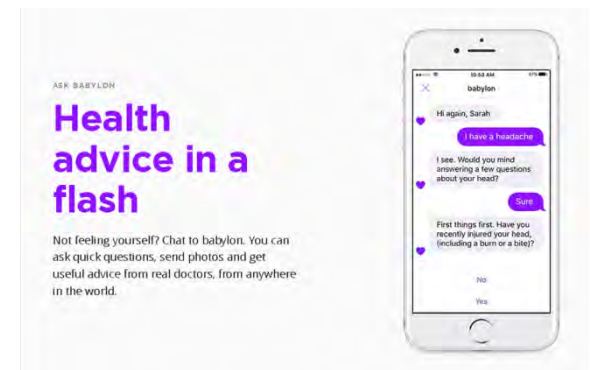 ASK BABYLON
Health
advice in a
flash
Not feeling yourself? Chat to babylon. You can
ask quick questions, send photos and get
useful advice from real doctors, from anywhere
in the world.
10:53 AM
babylon
Hi again, Sarah
I have a headache
I see. Would you mind
answering a few questions
about your head?
Sure
First things first. Have you
recently injured your head,
(including a burn or a bite)?
No
Yes